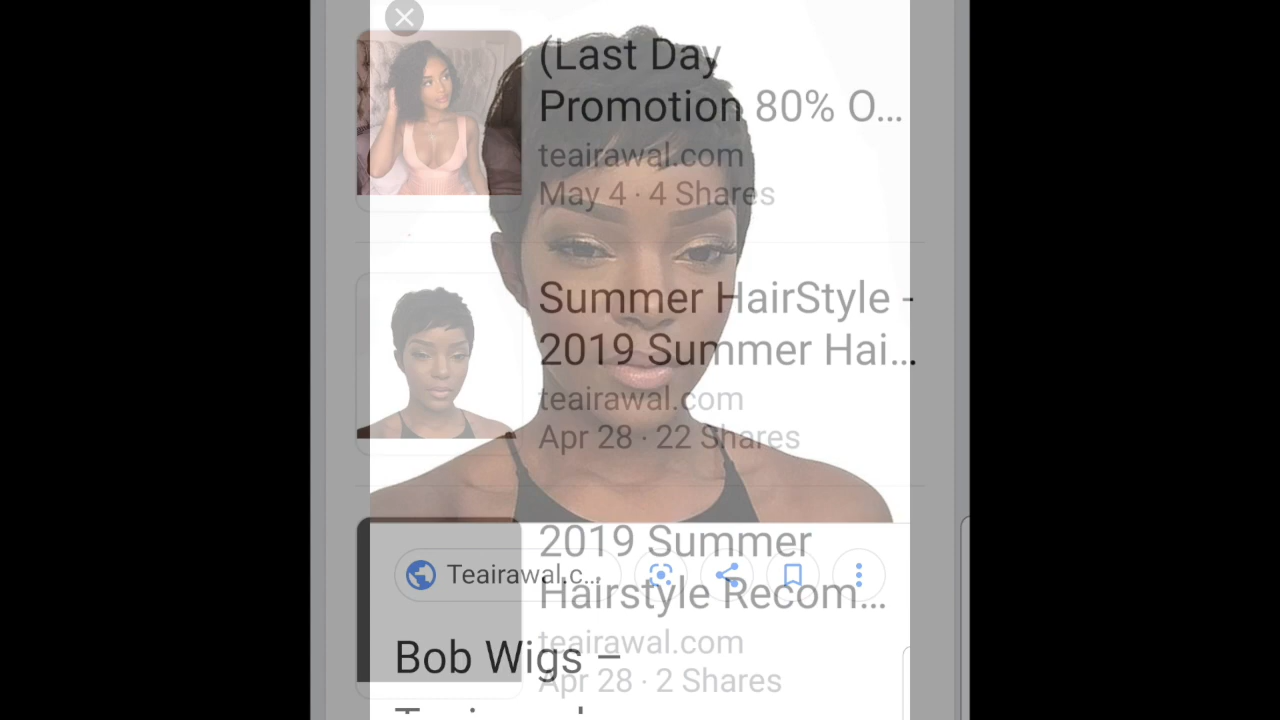 (Last Day
Promotion 80% O...
teairawal.com
May 4 · 4 Shares
Summer HairStyle -
2019 Summer Hai...
teairawal.com
Apr 28 · 22 Shares
2019 Summer
Hairstyle Recom...
teairawal.com
Apr 28 · 2 Shares
Teairawal.c...
Bob Wigs –